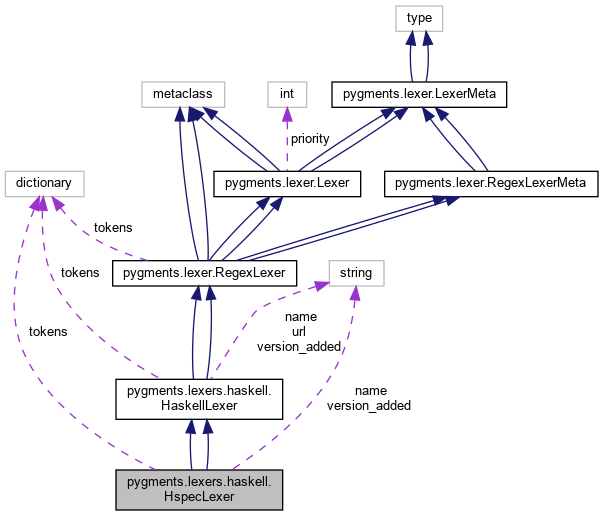 type
metaclass
int
pygments.lexer.LexerMeta
priority
dictionary
pygments.lexer.Lexer
pygments.lexer.RegexLexerMeta
tokens
pygments.lexer.RegexLexer
string
tokens
name
url
version_added
tokens
pygments.lexers.haskell.
HaskellLexer
name
version_added
pygments.lexers.haskell.
HspecLexer